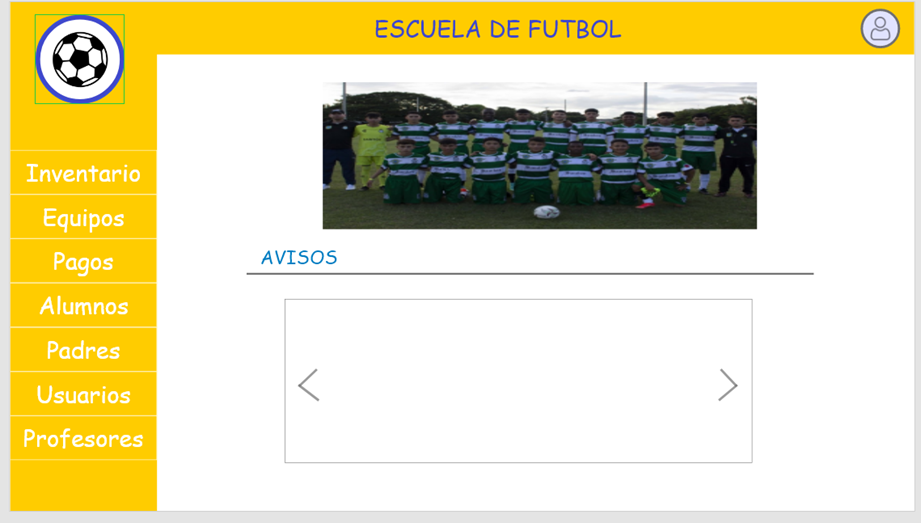 ESCUELA DE FUTBOL
Inventario
Equipos
Pagos
Alumnos
Padres
Usuarios
Profesores
AVISOS